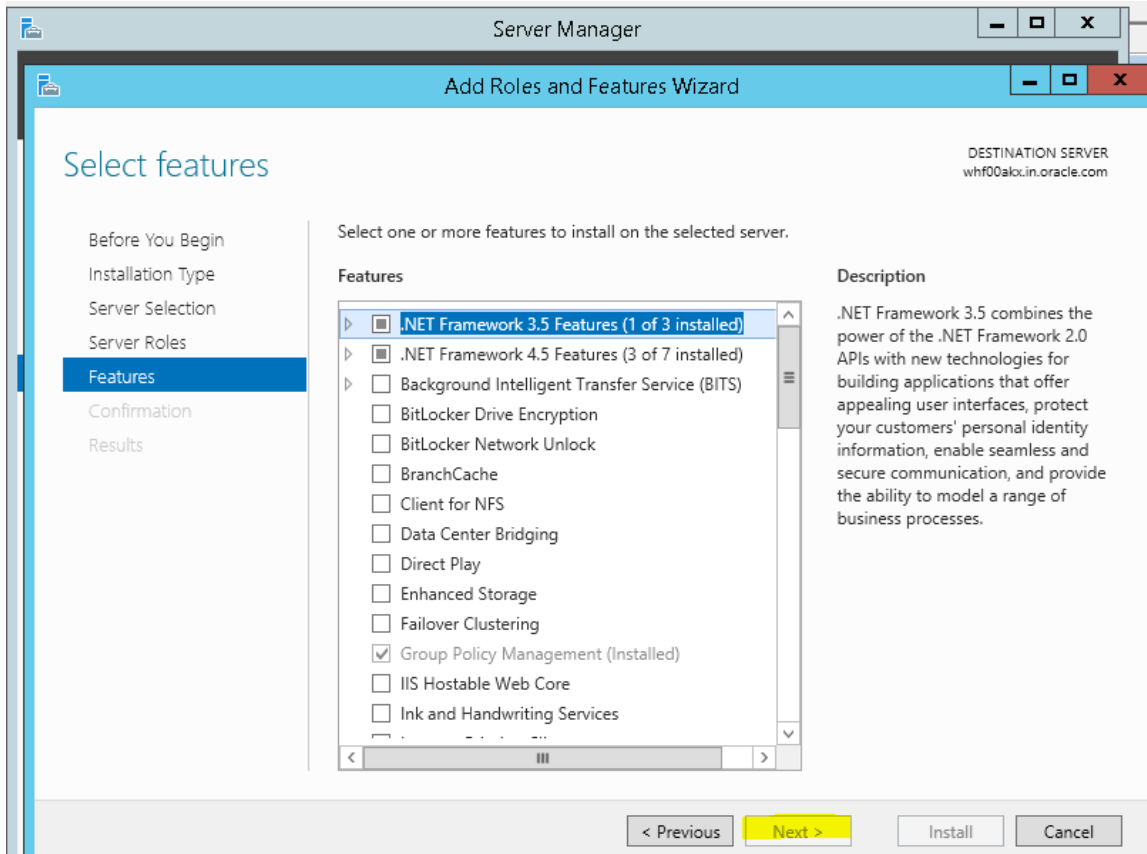 Server Manager
Add Roles and Features Wizard
Select features
DESTINATION SERVER
whf00akx.in.oracle.com
Before You Begin
Installation Type
Server Selection
Server Roles
Features
Confirmation
Results
Select one or more features to install on the selected server.
Features
.NET Framework 3.5 Features (1 of 3 installed)
.NET Framework 4.5 Features (3 of 7 installed)
Background Intelligent Transfer Service (BITS)
BitLocker Drive Encryption
BitLocker Network Unlock
BranchCache
Client for NFS
Data Center Bridging
Direct Play
Enhanced Storage
Failover Clustering
Group Policy Management (Installed)
IIS Hostable Web Core
Ink and Handwriting Services
Description
.NET Framework 3.5 combines the
power of the .NET Framework 2.0
APIs with new technologies for
building applications that offer
appealing user interfaces, protect
your customers' personal identity
information, enable seamless and
secure communication, and provide
the ability to model a range of
business processes.
< Previous
Next >
Install
Cancel